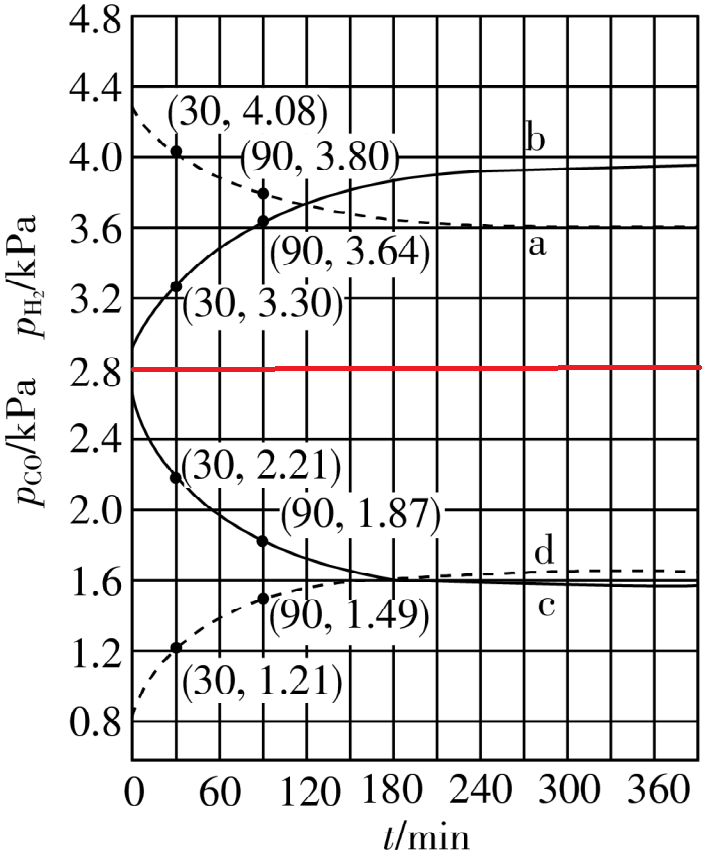 4.8
4.4
(30, 4.08)
b
4.0
(90, 3.80)
3.6
(90, 3.64)
a
3.2
(30, 3.30)
2.8
2.4
(30, 2.21)
2.0
(90, 1.87)
d
1.6
(90, 1.49)
c
1.2
(30, 1.21)
0.8
0 60 120 180 240 300 360
t/min
pCO/kPa pH2/kPa